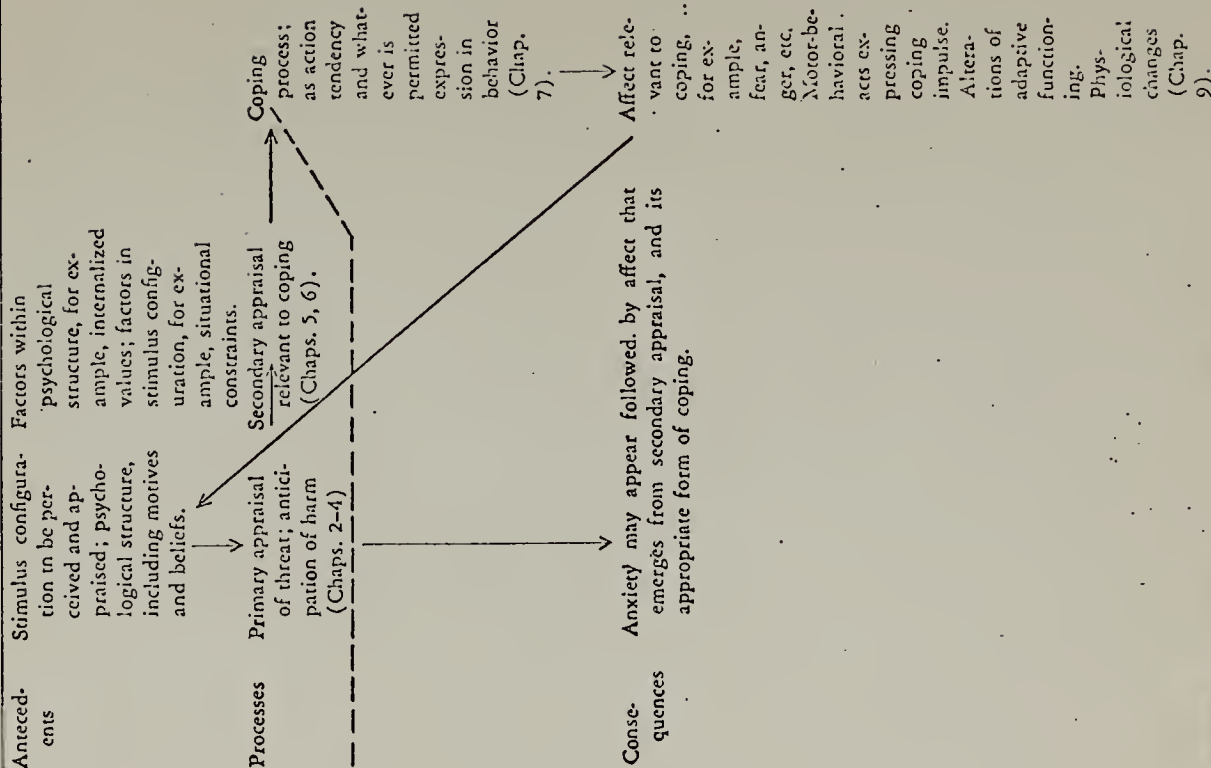 Anteced-
ents
Stimulus configura-
tion to be per-
ceived and ap-
praised; psycho-
logical structure,
including motives
and beliefs.
Factors within
psychological
structure, for ex-
ample, internalized
values; factors in
stimulus config-
uration, for ex-
ample, situational
constraints.
Processes
Primary appraisal
of threat; antici-
pation of harm
(Chaps. 2–4)
Secondary appraisal
relevant to coping
(Chaps. 5, 6).
Coping
process;
as action
tendency
and what-
ever is
permitted
expres-
sion in
behavior
(Chap.
7).
Conse-
quences
Anxiety may appear followed by affect that
emerges from secondary appraisal, and its
appropriate form of coping.
Affect rele-
vant to
coping,
for ex-
ample,
fear, an-
ger, etc.
Motor-be-
havioral
acts ex-
pressing
coping
impulse.
Altera-
tions of
adaptive
function-
ing.
Phys-
iological
changes
(Chap.
9).